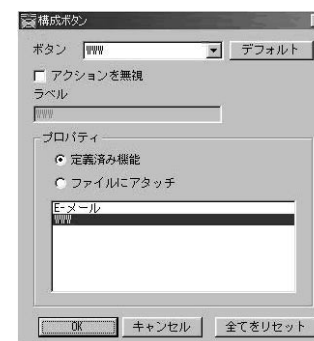 構成ボタン
ボタン WWW デフォルト
アクションを無視
ラベル
WWW
プロパティ
定義済み機能
ファイルにアタッチ
E-メール
WWW
OK キャンセル 全てをリセット